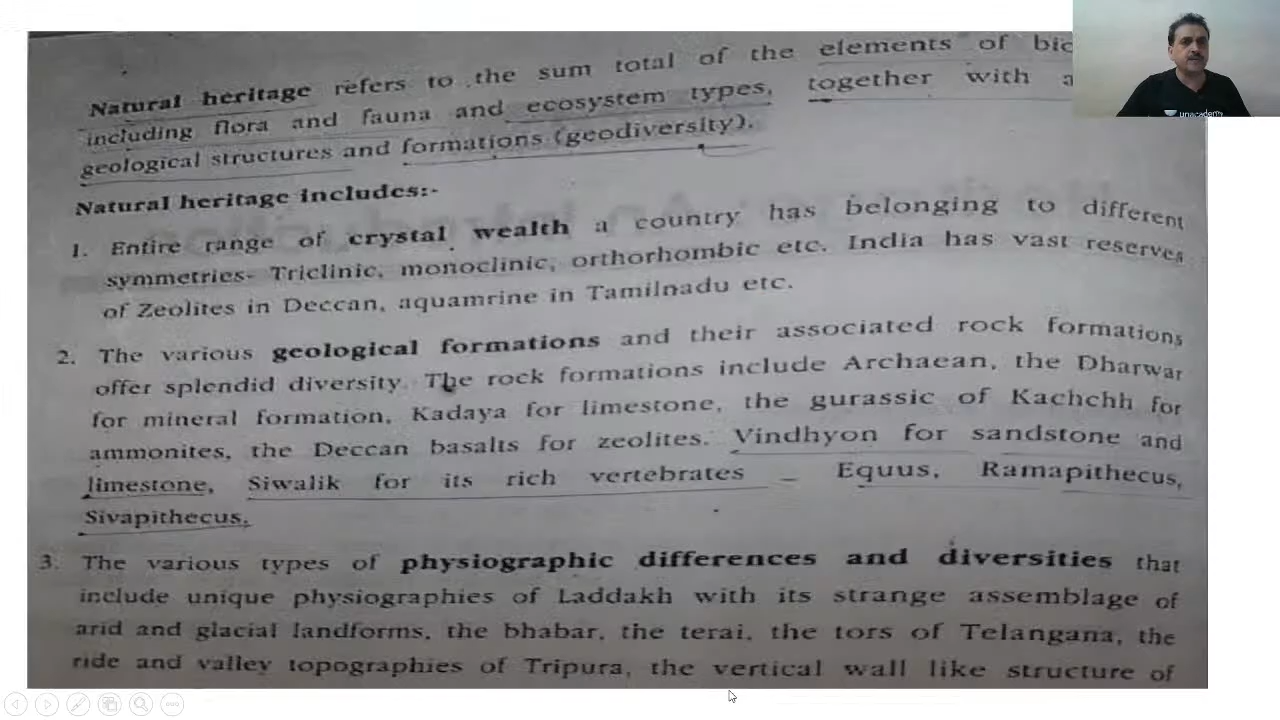 Natural heritage refers to the sum total of the elements of
including flora and fauna and ecosystem types, together with
geological structures and formations (geodiversity).
Natural heritage includes:-
1. Entire range of crystal wealth a country has belonging to different
symmetries- Triclinic, monoclinic, orthorhombic etc. India has vast reserves
of Zeolites in Deccan, aquamrine in Tamilnadu etc.
2. The various geological formations and their associated rock formations
offer splendid diversity. The rock formations include Archaean, the Dharwar
for mineral formation, Kadaya for limestone, the gurassic of Kachchh for
ammonites, the Deccan basalts for zeolites. Vindhyon for sandstone and
limestone, Siwalik for its rich vertebrates – Equus, Ramapithecus,
Sivapithecus.
3. The various types of physiographic differences and diversities that
include unique physiographies of Laddakh with its strange assemblage of
arid and glacial landforms, the bhabar, the terai, the tors of Telangana, the
ride and valley topographies of Tripura, the vertical wall like structure of
unacademy